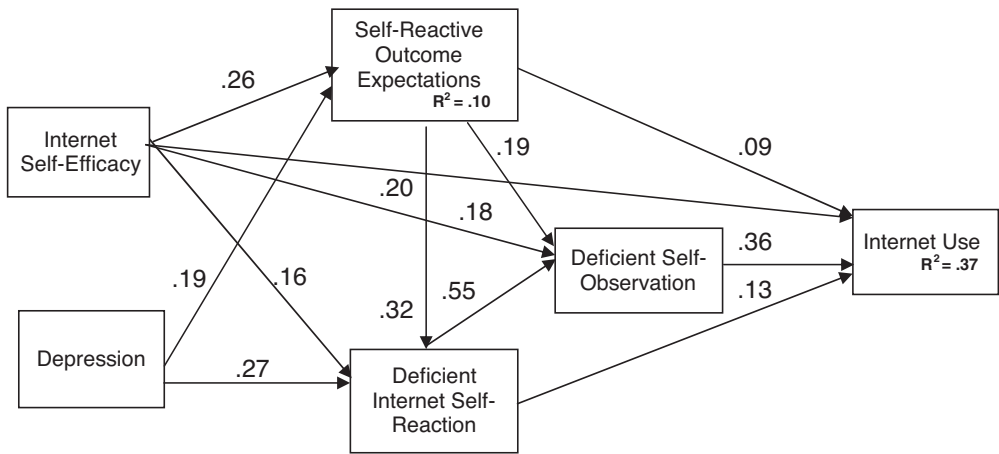 Self-Reactive
Outcome
Expectations
R² = .10
.26
Internet
Self-Efficacy
.19
.09
.20
.18
Internet Use
R² = .37
Deficient Self-
Observation
.36
.19
.16
.55
.13
.32
Depression
.27
Deficient
Internet Self-
Reaction